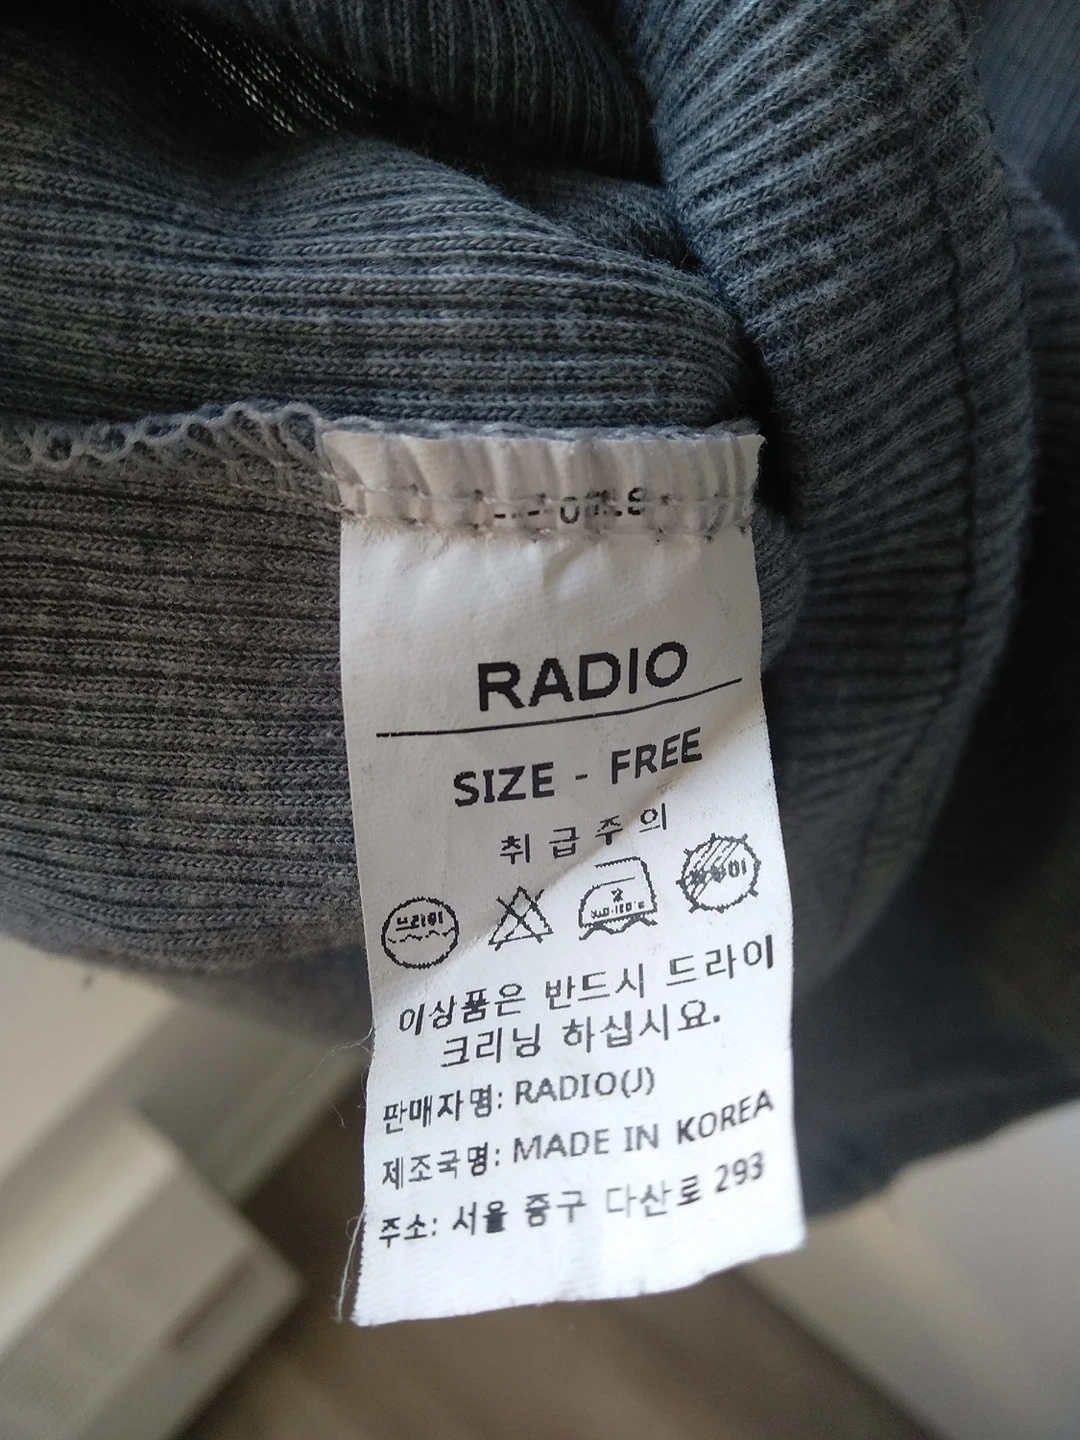 RADIO
SIZE - FREE
취급주의
드라이
이상품은 반드시 드라이
크리닝 하십시요.
판매자명: RADIO(J)
제조국명: MADE IN KOREA
주소: 서울 중구 다산로 293